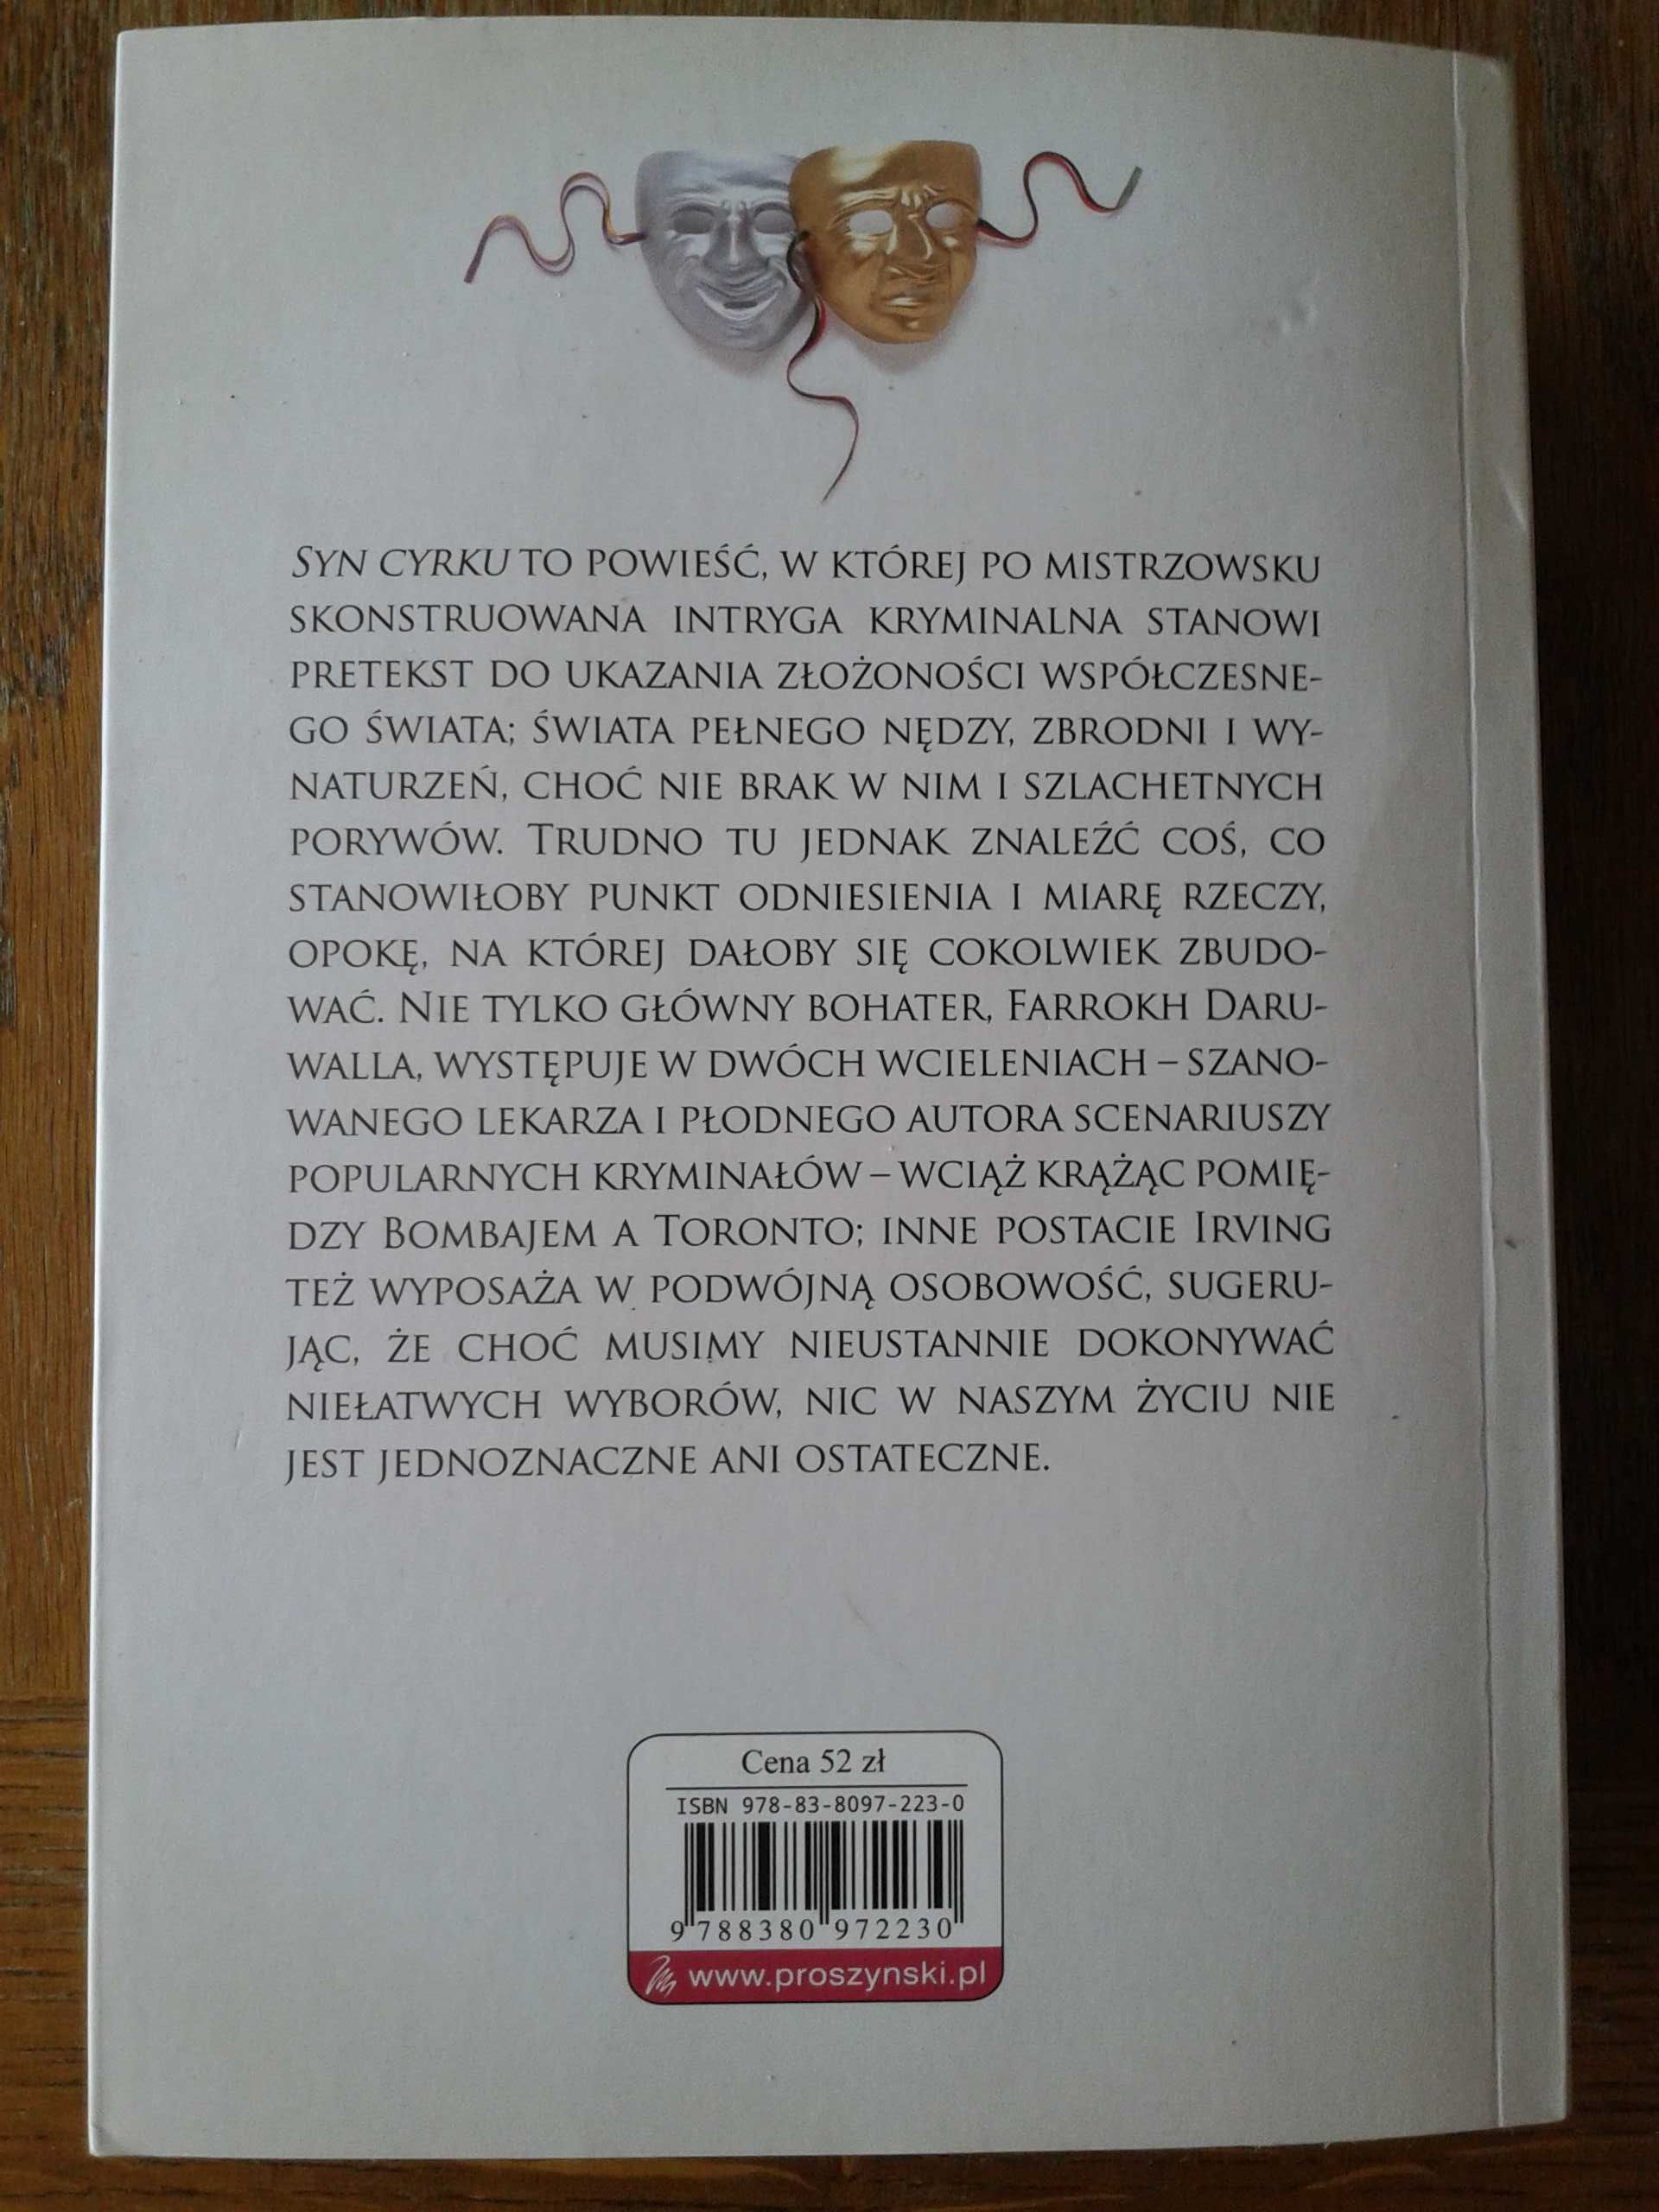 SYN CYRKU TO POWIEŚĆ, W KTÓREJ PO MISTRZOWSKU
SKONSTRUOWANA INTRYGA KRYMINALNA STANOWI
PRETEKST DO UKAZANIA ZŁOŻONOŚCI WSPÓŁCZESNE-
GO ŚWIATA; ŚWIATA PEŁNEGO NĘDZY, ZBRODNI I WY-
NATURZEŃ, CHOĆ NIE BRAK W NIM I SZLACHETNYCH
PORYWÓW. TRUDNO TU JEDNAK ZNALEŹĆ COŚ, CO
STANOWIŁOBY PUNKT ODNIESIENIA I MIARĘ RZECZY,
OPOKĘ, NA KTÓREJ DAŁOBY SIĘ COKOLWIEK ZBUDO-
WAĆ. NIE TYLKO GŁÓWNY BOHATER, FARROKH DARU-
WALLA, WYSTĘPUJE W DWÓCH WCIELENIACH – SZANO-
WANEGO LEKARZA I PŁODNEGO AUTORA SCENARIUSZY
POPULARNYCH KRYMINAŁÓW – WCIĄŻ KRĄŻĄC POMIĘ-
DZY BOMBAJEM A TORONTO; INNE POSTACIE IRVING
TEŻ WYPOSAŻA W PODWÓJNĄ OSOBOWOŚĆ, SUGERU-
JĄC, ŻE CHOĆ MUSIMY NIEUSTANNIE DOKONYWAĆ
NIEŁATWYCH WYBORÓW, NIC W NASZYM ŻYCIU NIE
JEST JEDNOZNACZNE ANI OSTATECZNE.
Cena 52 zł
ISBN 978-83-8097-223-0
9 788380 972230
www.proszynski.pl